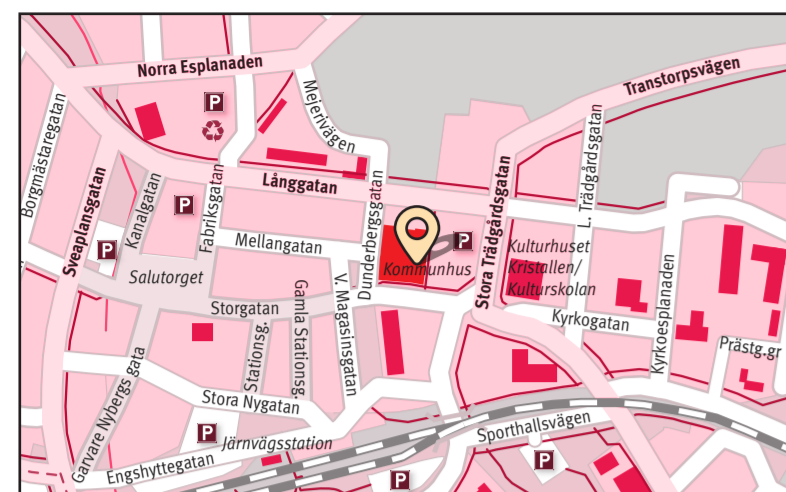 Norra Esplanaden
Transtorpsvägen
P
Mejerivägen
Borgmästaregatan
L. Trädgårdsgatan
Långgatan
Stora Trädgårdsgatan
Kanalgatan
Fabriksgatan
Dunderbergsgatan
P
Sveaplansgatan
P
Mellangatan
P
Kommunhus
Kulturhuset
Kristallen/
Kulturskolan
Salutorget
Storgatan
V. Magasinsgatan
Gamla Stationsg.
Stationsg.
Kyrkogatan
Kyrkoesplanaden
Prästg.gr
Garvare Nybergs gata
Stora Nygatan
P
Järnvägsstation
Sporthallsvägen
Engshyttegatan
P
P